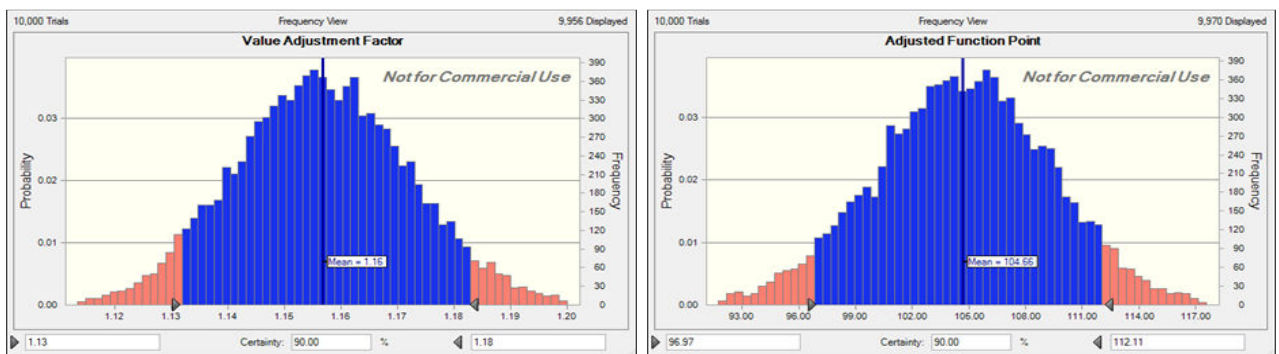 10,000 Trials Frequency View 9,956 Displayed
Value Adjustment Factor
Not for Commercial Use
Probability
0.03
0.02
0.01
0.00
390
360
330
300
270
240
210
180
150
120
90
60
30
0
Frequency
Mean = 1.16
1.12 1.13 1.14 1.15 1.16 1.17 1.18 1.19 1.20
1.13 Certainty: 90.00 % 1.18
10,000 Trials Frequency View 9,970 Displayed
Adjusted Function Point
Not for Commercial Use
Probability
0.03
0.02
0.01
0.00
390
360
330
300
270
240
210
180
150
120
90
60
30
0
Frequency
Mean = 104.66
93.00 96.00 99.00 102.00 105.00 108.00 111.00 114.00 117.00
96.97 Certainty: 90.00 % 112.11